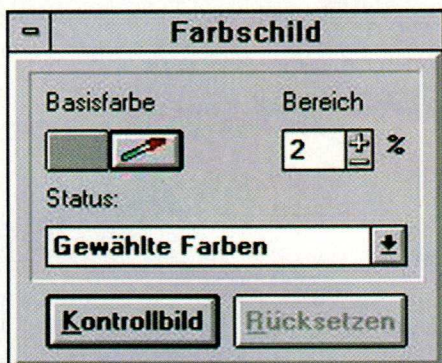 Farbschild
Basisfarbe Bereich
2 %
Status:
Gewählte Farben
Kontrollbild Rücksetzen